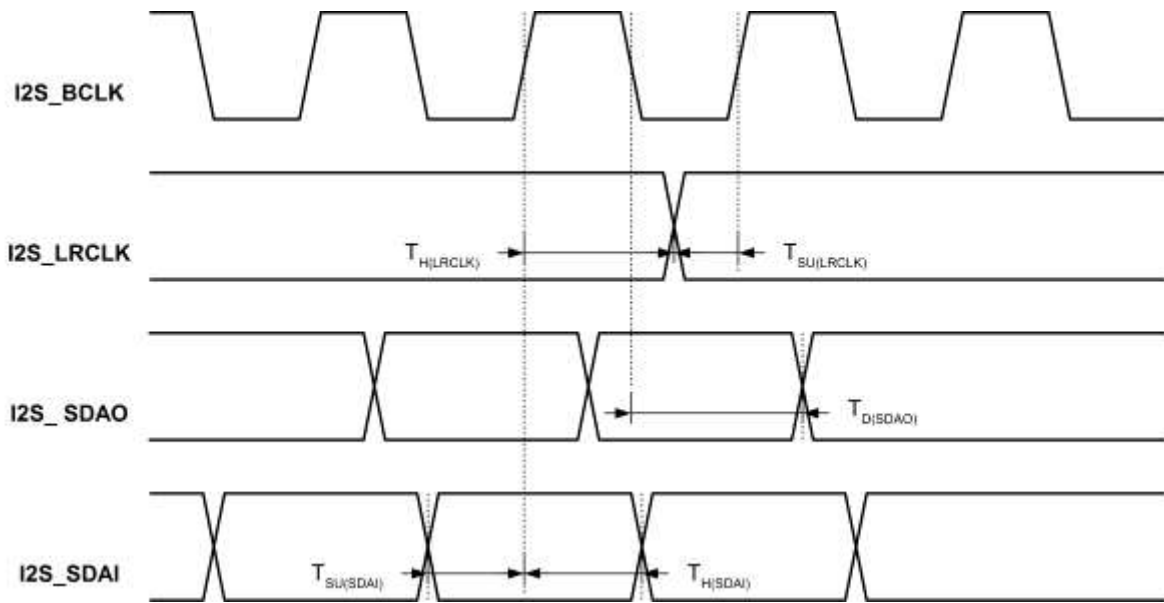 I2S_BCLK
I2S_LRCLK
TH(LRCLK)
TSU(LRCLK)
I2S_ SDAO
TD(SDAO)
I2S_SDAI
TSU(SDAI)
TH(SDAI)